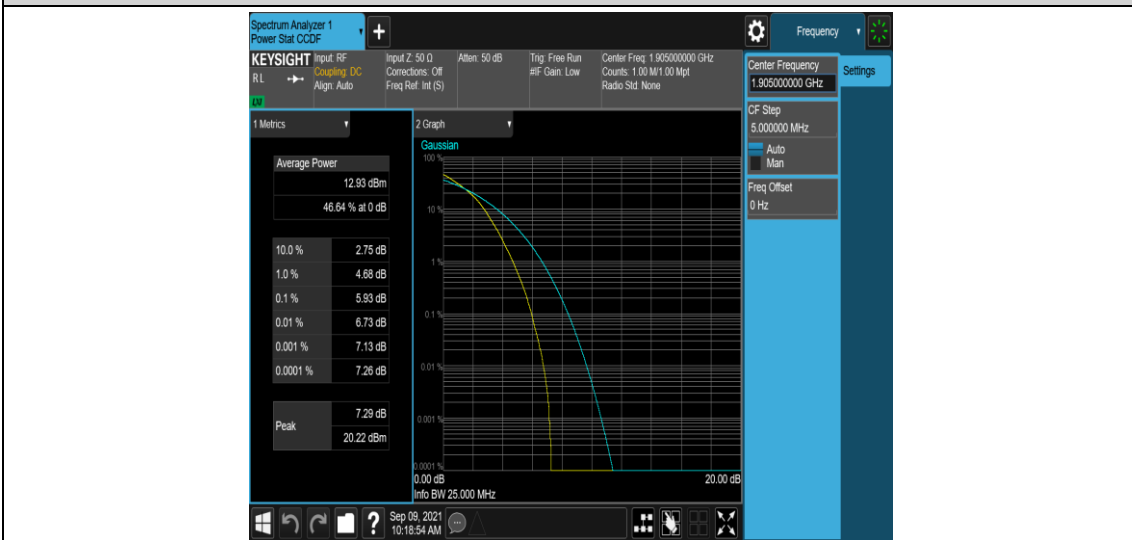 Spectrum Analyzer 1
Power Stat CCDF
+
Frequency
KEYSIGHT
RL
LXI
Input: RF
Coupling: DC
Align: Auto
Input Z: 50 Ω
Corrections: Off
Freq Ref: Int (S)
Atten: 50 dB
Trig: Free Run
#IF Gain: Low
Center Freq: 1.905000000 GHz
Counts: 1.00 M/1.00 Mpt
Radio Std: None
Center Frequency
1.905000000 GHz
Settings
CF Step
5.000000 MHz
Auto
Man
Freq Offset
0 Hz
1 Metrics
Average Power
12.93 dBm
46.64 % at 0 dB
10.0 % 2.75 dB
1.0 % 4.68 dB
0.1 % 5.93 dB
0.01 % 6.73 dB
0.001 % 7.13 dB
0.0001 % 7.26 dB
Peak
7.29 dB
20.22 dBm
2 Graph
Gaussian
100 %
10 %
1 %
0.1 %
0.01 %
0.001 %
0.0001 %
0.00 dB 20.00 dB
Info BW 25.000 MHz
?
Sep 09, 2021
10:18:54 AM